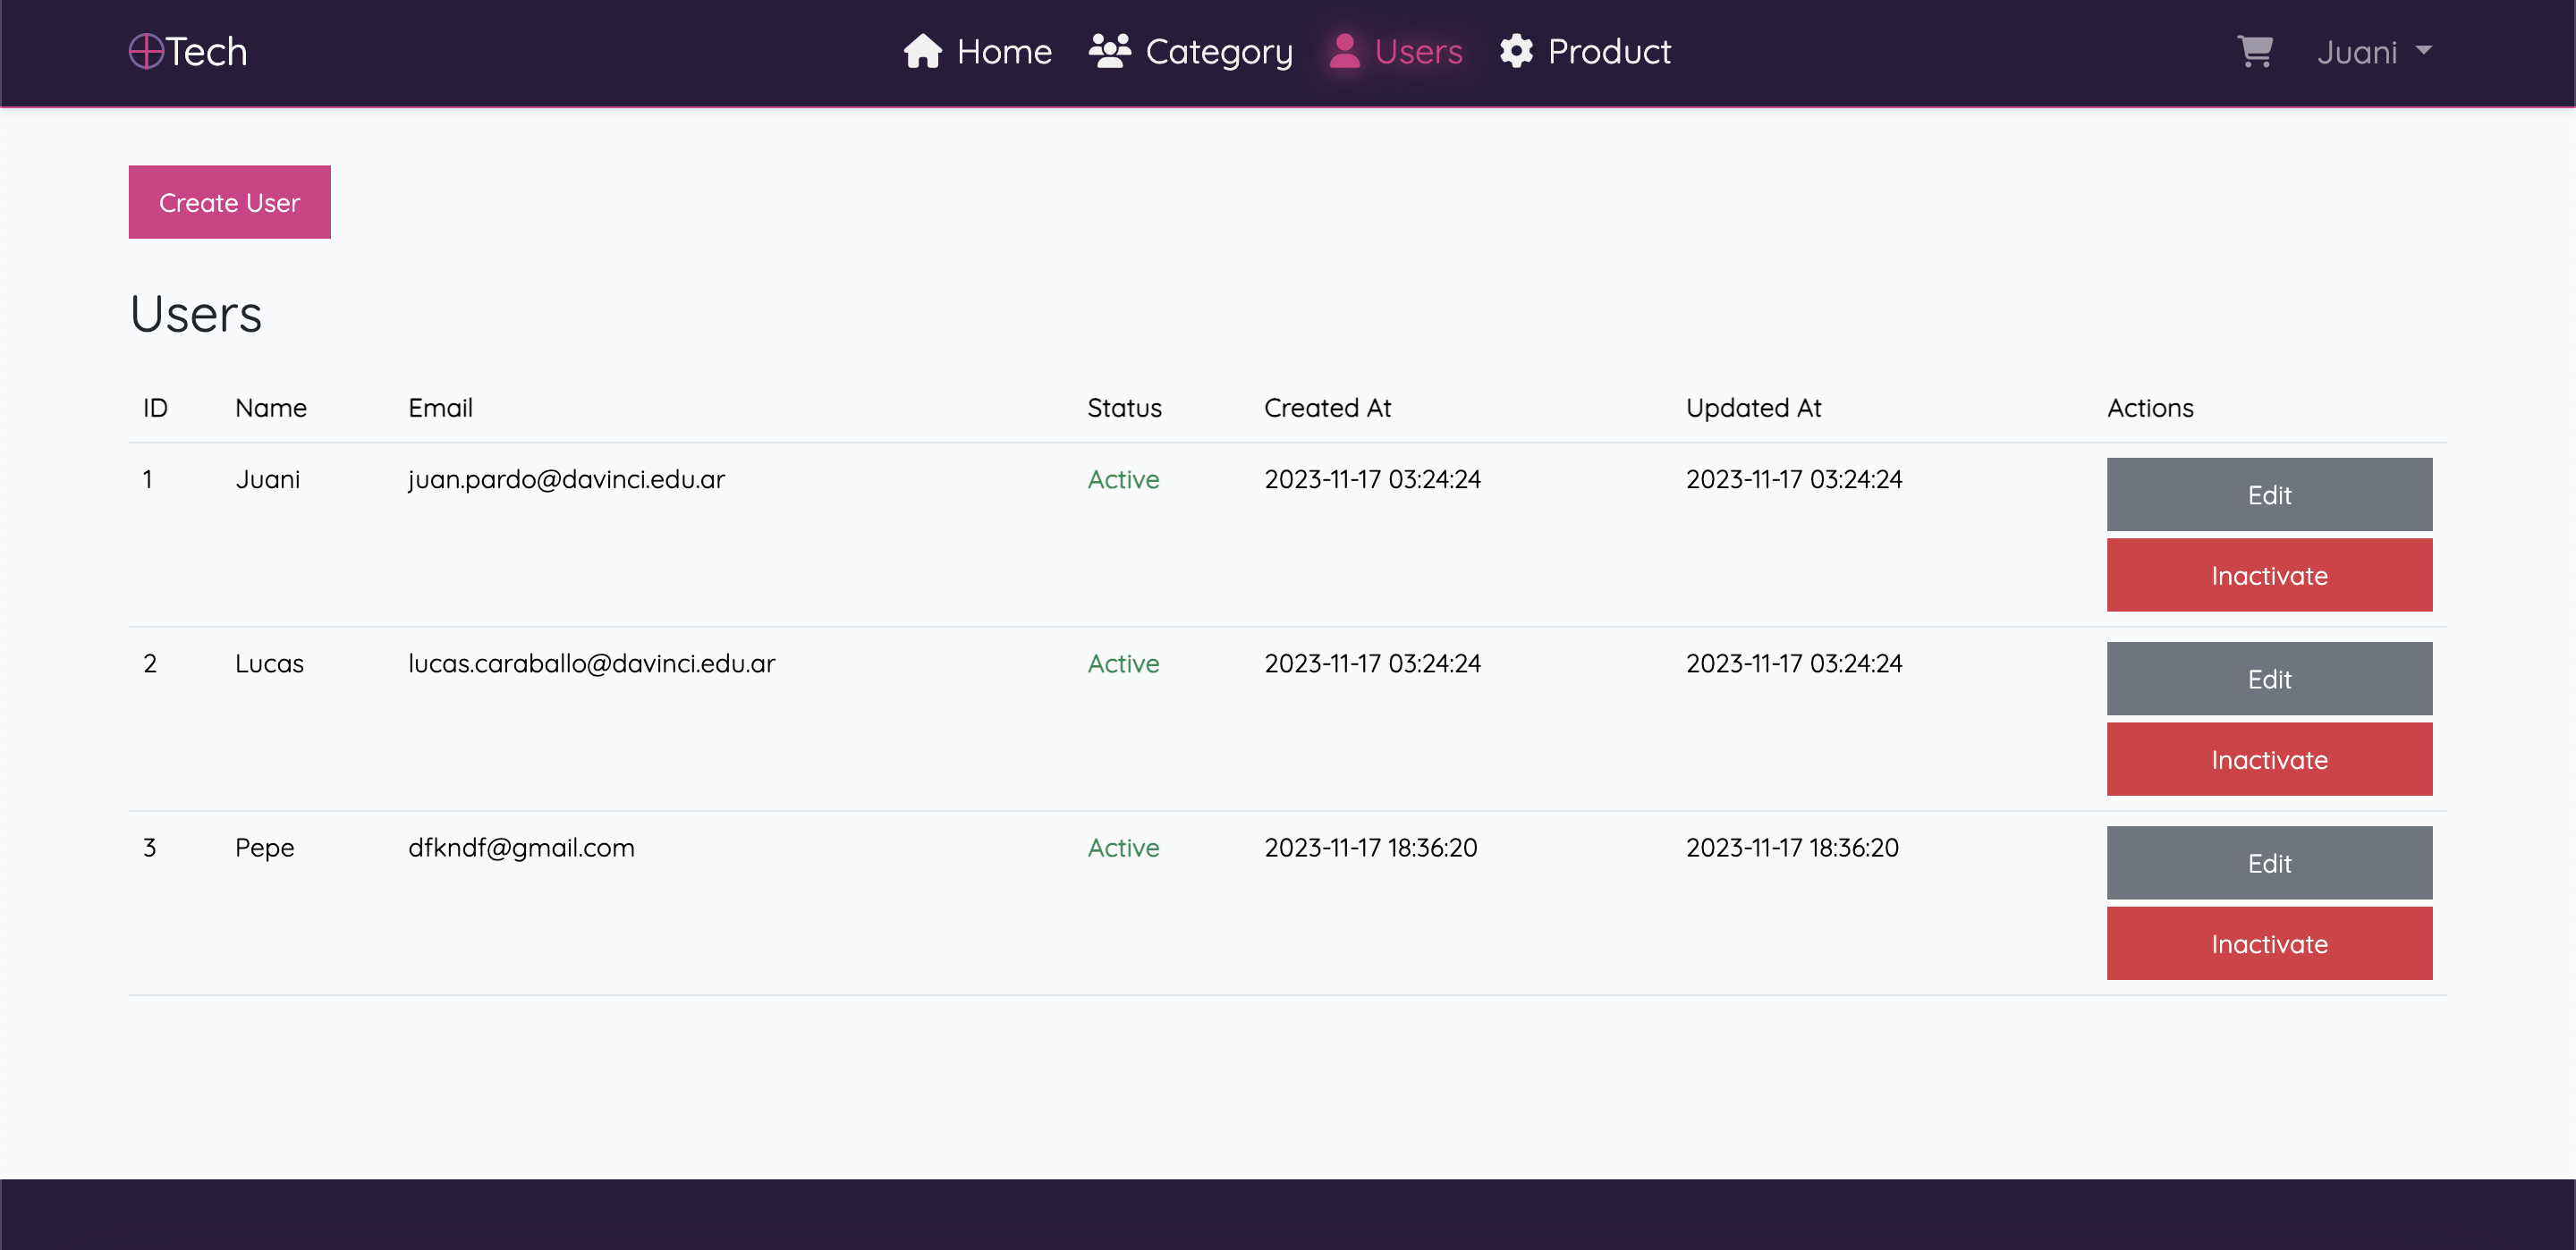 Tech Home Category Users Product Juani
Create User
Users
ID Name Email Status Created At Updated At Actions
1 Juani juan.pardo@davinci.edu.ar Active 2023-11-17 03:24:24 2023-11-17 03:24:24 Edit
Inactivate
2 Lucas lucas.caraballo@davinci.edu.ar Active 2023-11-17 03:24:24 2023-11-17 03:24:24 Edit
Inactivate
3 Pepe dfkndf@gmail.com Active 2023-11-17 18:36:20 2023-11-17 18:36:20 Edit
Inactivate